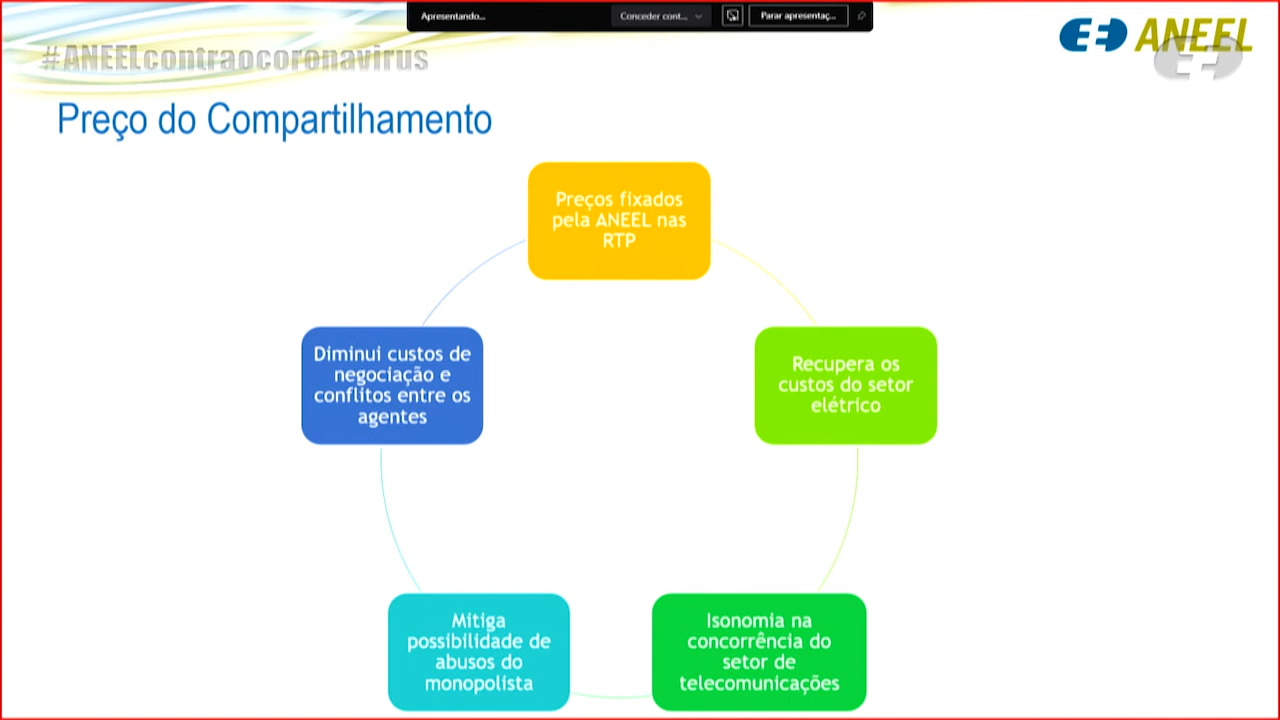 Apresentando...
Conceder cont...
Parar apresentaç...
ANEEL
#ANEELcontraocoronavirus
Preço do Compartilhamento
Preços fixados
pela ANEEL nas
RTP
Diminui custos de
negociação e
conflitos entre os
agentes
Recupera os
custos do setor
elétrico
Mitiga
possibilidade de
abusos do
monopolista
Isonomia na
concorrência do
setor de
telecomunicações